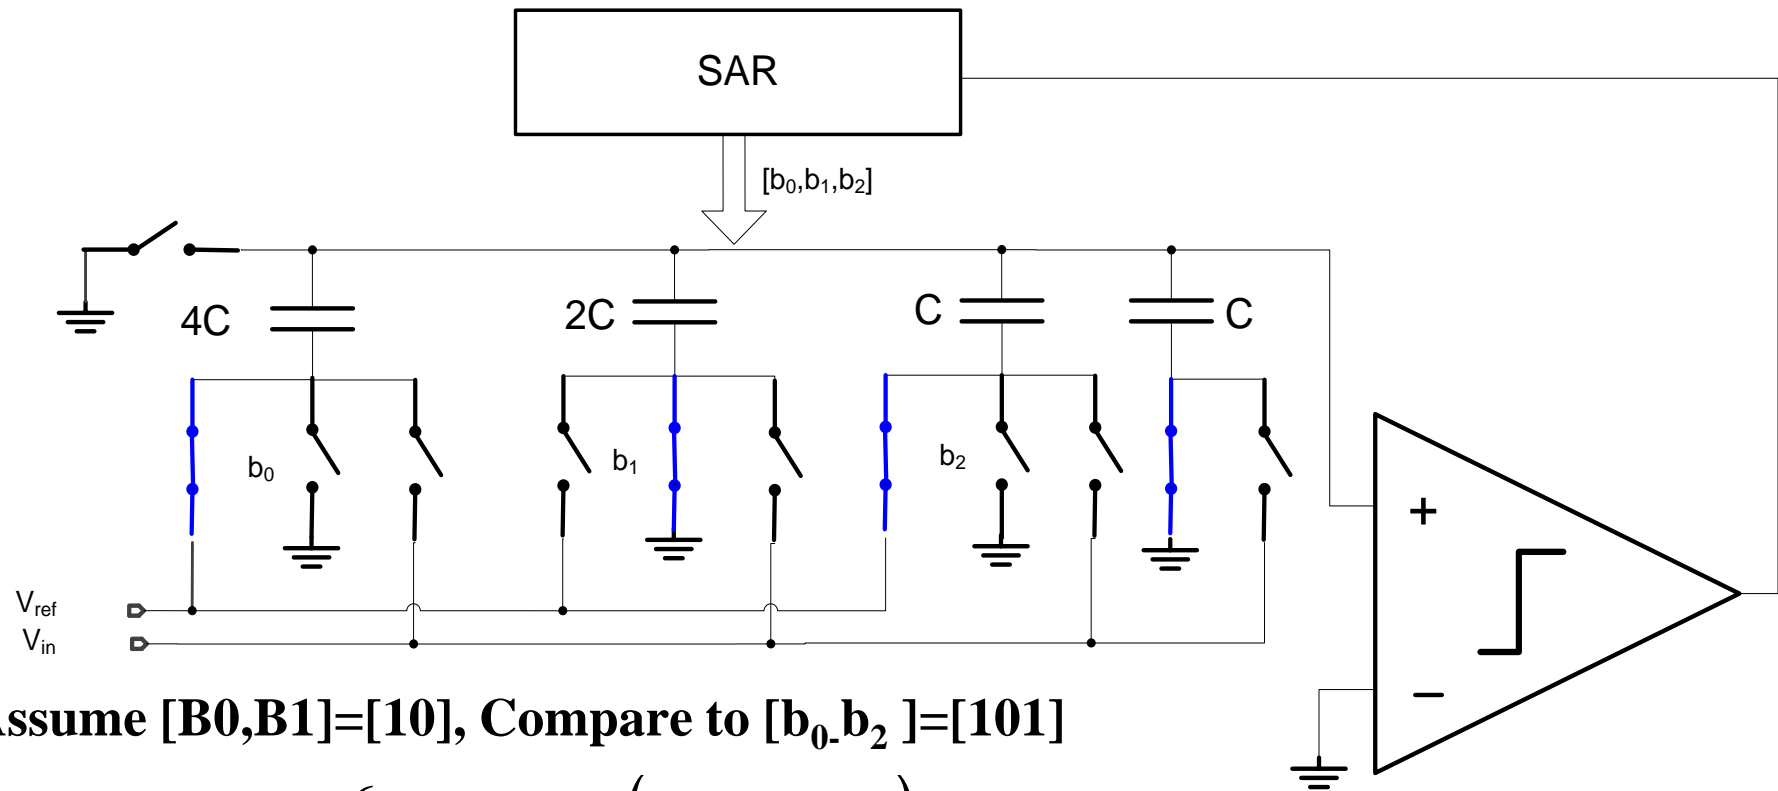 SAR
[b₀,b₁,b₂]
4C
2C
C
C
b₀
b₁
b₂
+
−
Vref
Vin
[B0,B1]=[10], Compare to [b₀₋b₂ ]=[101]